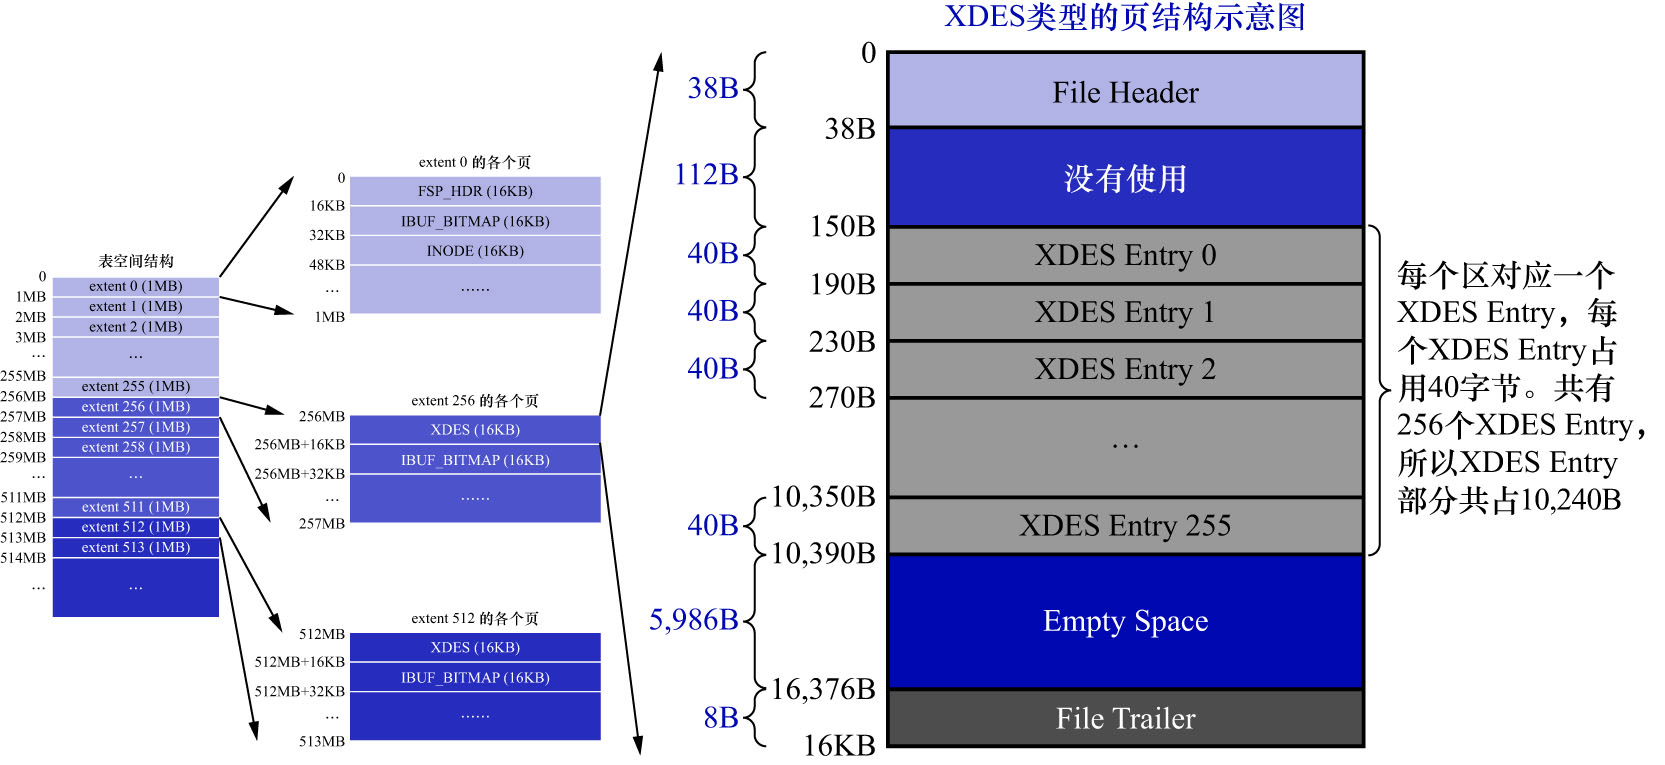 XDES类型的页结构示意图
表空间结构
0
extent 0 (1MB)
1MB
extent 1 (1MB)
2MB
extent 2 (1MB)
3MB
...
...
255MB
extent 255 (1MB)
256MB
extent 256 (1MB)
257MB
extent 257 (1MB)
258MB
extent 258 (1MB)
259MB
...
...
511MB
extent 511 (1MB)
512MB
extent 512 (1MB)
513MB
extent 513 (1MB)
514MB
...
...
extent 0 的各个页
0
FSP_HDR (16KB)
16KB
IBUF_BITMAP (16KB)
32KB
INODE (16KB)
48KB
...
......
1MB
extent 256 的各个页
256MB
XDES (16KB)
256MB+16KB
IBUF_BITMAP (16KB)
256MB+32KB
...
......
257MB
extent 512 的各个页
512MB
XDES (16KB)
512MB+16KB
IBUF_BITMAP (16KB)
512MB+32KB
...
......
513MB
0
38B
File Header
38B
112B
没有使用
150B
40B
XDES Entry 0
190B
40B
XDES Entry 1
230B
40B
XDES Entry 2
270B
...
10,350B
40B
XDES Entry 255
10,390B
5,986B
Empty Space
16,376B
8B
File Trailer
16KB
每个区对应一个
XDES Entry，每
个XDES Entry占
用40字节。共有
256个XDES Entry，
所以XDES Entry
部分共占10,240B